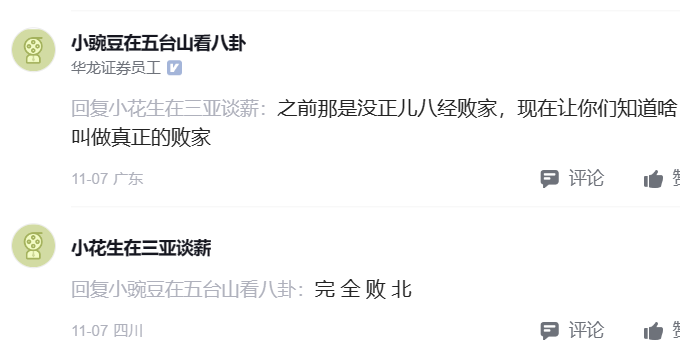 小豌豆在五台山看八卦
华龙证券员工
回复小花生在三亚谈薪：之前那是没正儿八经败家，现在让你们知道啥
叫做真正的败家
11-07 广东
评论
小花生在三亚谈薪
回复小豌豆在五台山看八卦：完 全 败 北
11-07 四川
评论